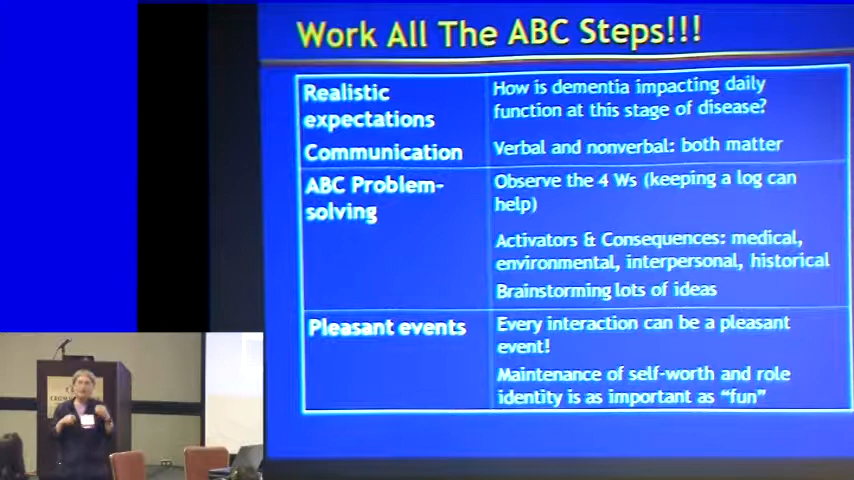 Work All The ABC Steps!!!
Realistic
expectations
How is dementia impacting daily
function at this stage of disease?
Communication
Verbal and nonverbal: both matter
ABC Problem-
solving
Observe the 4 Ws (keeping a log can
help)
Activators & Consequences: medical,
environmental, interpersonal, historical
Brainstorming lots of ideas
Pleasant events
Every interaction can be a pleasant
event!
Maintenance of self-worth and role
identity is as important as “fun”